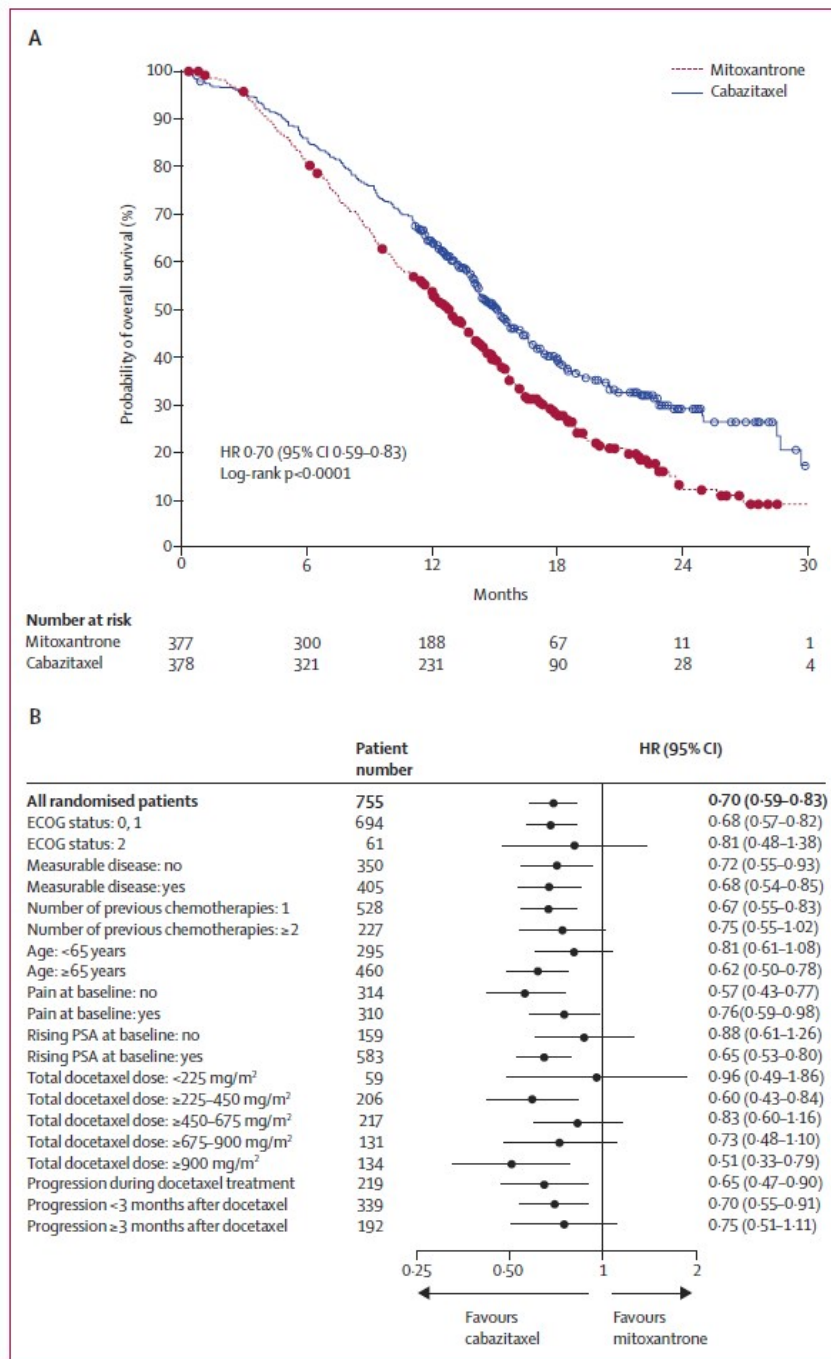 A
Mitoxantrone
Cabazitaxel
100
90
80
70
60
50
40
30
20
10
0
Probability of overall survival (%)
HR 0·70 (95% CI 0·59–0·83)
Log-rank p<0·0001
0 6 12 18 24 30
Months
Number at risk
Mitoxantrone 377 300 188 67 11 1
Cabazitaxel 378 321 231 90 28 4
B
Patient number HR (95% CI)
All randomised patients 755 0·70 (0·59–0·83)
ECOG status: 0, 1 694 0·68 (0·57–0·82)
ECOG status: 2 61 0·81 (0·48–1·38)
Measurable disease: no 350 0·72 (0·55–0·93)
Measurable disease: yes 405 0·68 (0·54–0·85)
Number of previous chemotherapies: 1 528 0·67 (0·55–0·83)
Number of previous chemotherapies: ≥2 227 0·75 (0·55–1·02)
Age: <65 years 295 0·81 (0·61–1·08)
Age: ≥65 years 460 0·62 (0·50–0·78)
Pain at baseline: no 314 0·57 (0·43–0·77)
Pain at baseline: yes 310 0·76(0·59–0·98)
Rising PSA at baseline: no 159 0·88 (0·61–1·26)
Rising PSA at baseline: yes 583 0·65 (0·53–0·80)
Total docetaxel dose: <225 mg/m² 59 0·96 (0·49–1·86)
Total docetaxel dose: ≥225–450 mg/m² 206 0·60 (0·43–0·84)
Total docetaxel dose: ≥450–675 mg/m² 217 0·83 (0·60–1·16)
Total docetaxel dose: ≥675–900 mg/m² 131 0·73 (0·48–1·10)
Total docetaxel dose: ≥900 mg/m² 134 0·51 (0·33–0·79)
Progression during docetaxel treatment 219 0·65 (0·47–0·90)
Progression <3 months after docetaxel 339 0·70 (0·55–0·91)
Progression ≥3 months after docetaxel 192 0·75 (0·51–1·11)
0·25 0·50 1 2
Favours cabazitaxel
Favours mitoxantrone